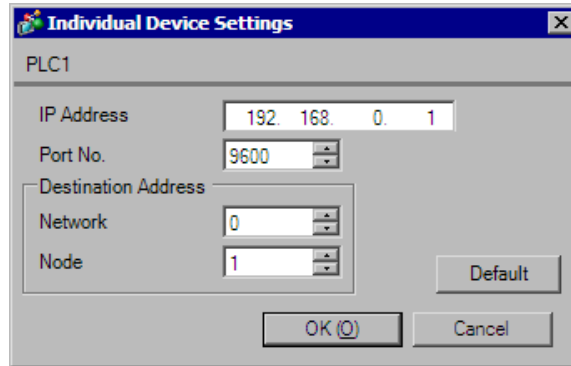 Individual Device Settings
PLC1
IP Address 192. 168. 0. 1
Port No. 9600
Destination Address
Network 0
Node 1
Default
OK (O) Cancel